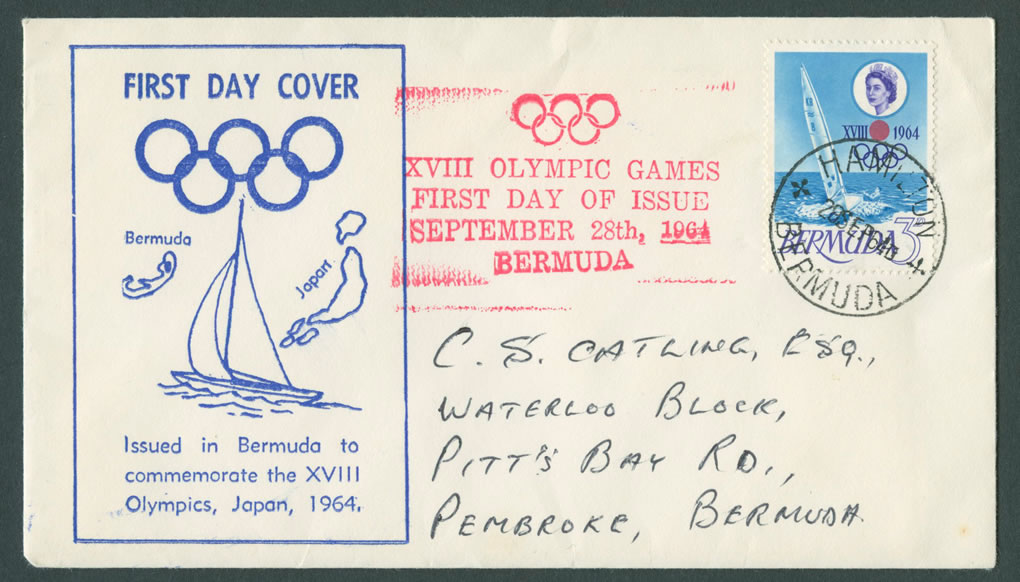 FIRST DAY COVER
Bermuda
Japan
Issued in Bermuda to
commemorate the XVIII
Olympics, Japan, 1964.
XVIII OLYMPIC GAMES
FIRST DAY OF ISSUE
SEPTEMBER 28th, 1964
BERMUDA
XVIII 1964
BERMUDA 3D
HAMILTON
BERMUDA
C. S. CATLING, ESQ.,
WATERLOO BLOCK,
PITT'S BAY RD.,
PEMBROKE, BERMUDA